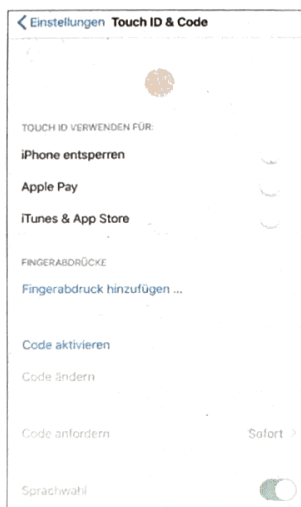 Einstellungen Touch ID & Code
TOUCH ID VERWENDEN FÜR:
iPhone entsperren
Apple Pay
iTunes & App Store
FINGERABDRÜCKE
Fingerabdruck hinzufügen ...
Code aktivieren
Code ändern
Code anfordern Sofort
Sprachwahl